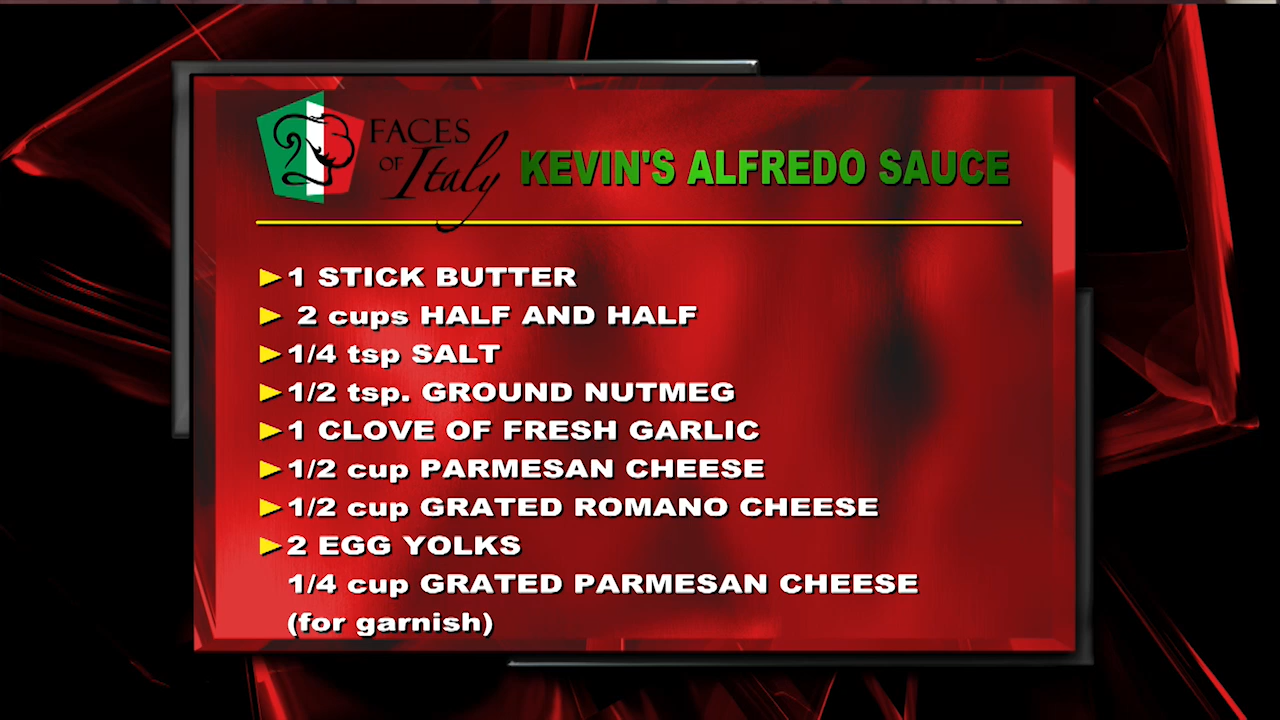 FACES
OF Italy
KEVIN'S ALFREDO SAUCE
►1 STICK BUTTER
► 2 cups HALF AND HALF
►1/4 tsp SALT
►1/2 tsp. GROUND NUTMEG
►1 CLOVE OF FRESH GARLIC
►1/2 cup PARMESAN CHEESE
►1/2 cup GRATED ROMANO CHEESE
►2 EGG YOLKS
1/4 cup GRATED PARMESAN CHEESE
(for garnish)